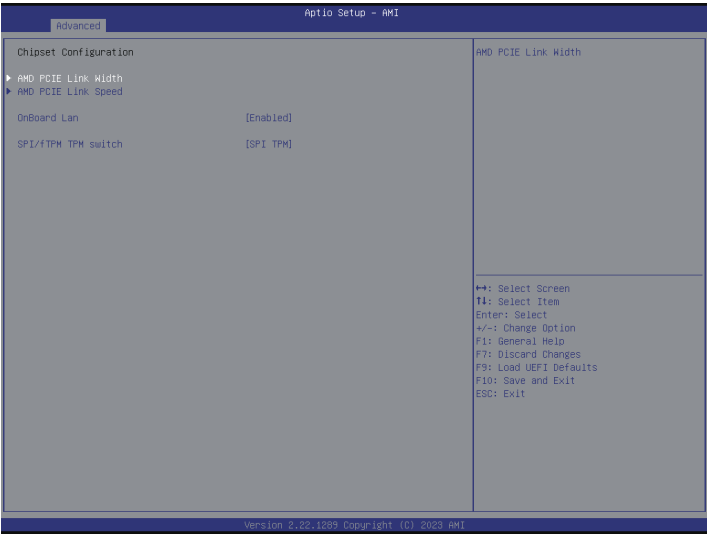 Aptio Setup - AMI
Advanced
Chipset Configuration
AMD PCIE Link Width
AMD PCIE Link Speed
OnBoard Lan [Enabled]
SPI/fTPM TPM switch [SPI TPM]
AMD PCIE Link Width
↔: Select Screen
↑↓: Select Item
Enter: Select
+/-: Change Option
F1: General Help
F7: Discard Changes
F9: Load UEFI Defaults
F10: Save and Exit
ESC: Exit
Version 2.22.1289 Copyright (C) 2023 AMI